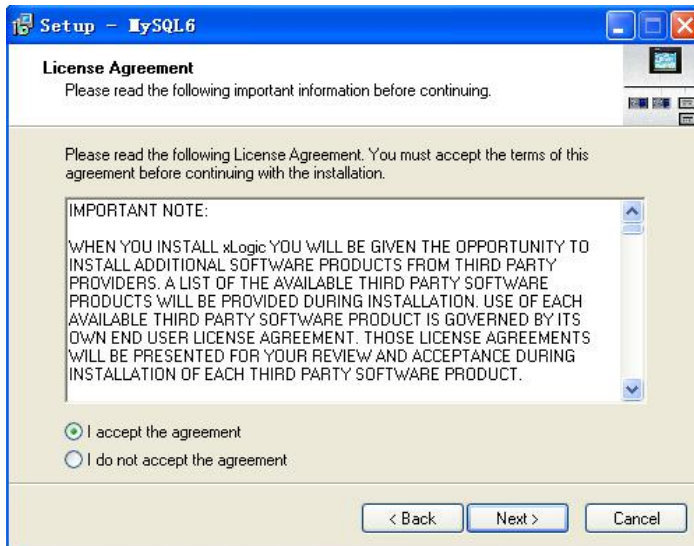 Setup - MySQL6
License Agreement
Please read the following important information before continuing.
Please read the following License Agreement. You must accept the terms of this
agreement before continuing with the installation.
IMPORTANT NOTE:
WHEN YOU INSTALL xLogic YOU WILL BE GIVEN THE OPPORTUNITY TO
INSTALL ADDITIONAL SOFTWARE PRODUCTS FROM THIRD PARTY
PROVIDERS. A LIST OF THE AVAILABLE THIRD PARTY SOFTWARE
PRODUCTS WILL BE PROVIDED DURING INSTALLATION. USE OF EACH
AVAILABLE THIRD PARTY SOFTWARE PRODUCT IS GOVERNED BY ITS
OWN END USER LICENSE AGREEMENT. THOSE LICENSE AGREEMENTS
WILL BE PRESENTED FOR YOUR REVIEW AND ACCEPTANCE DURING
INSTALLATION OF EACH THIRD PARTY SOFTWARE PRODUCT.
I accept the agreement
I do not accept the agreement
< Back
Next >
Cancel